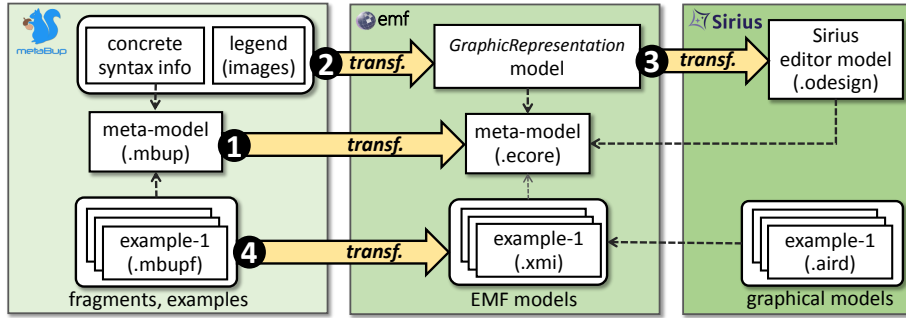 metaBup
emf
Sirius
concrete
syntax info
legend
(images)
2
transf.
GraphicRepresentation
model
3
transf.
Sirius
editor model
(.odesign)
meta-model
(.mbup)
1
transf.
meta-model
(.ecore)
example-1
(.mbupf)
4
transf.
example-1
(.xmi)
example-1
(.aird)
fragments, examples
EMF models
graphical models